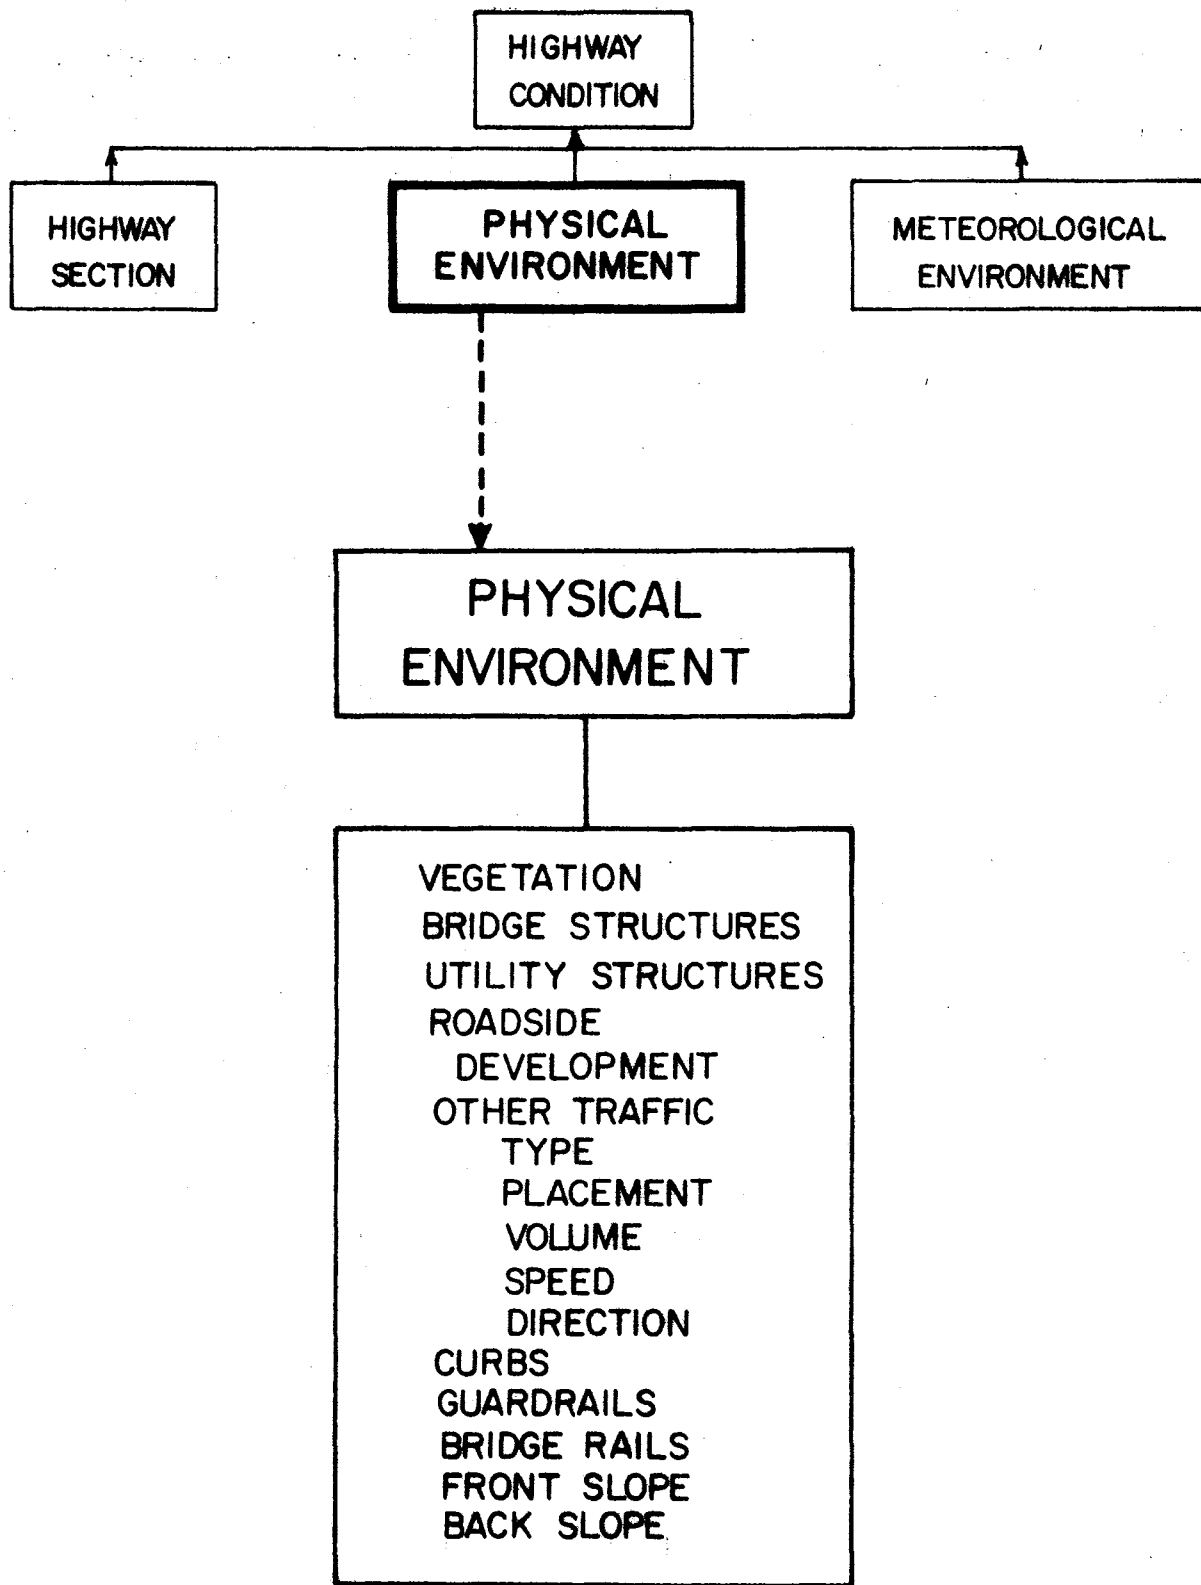 HIGHWAY
CONDITION
HIGHWAY
SECTION
PHYSICAL
ENVIRONMENT
METEOROLOGICAL
ENVIRONMENT
PHYSICAL
ENVIRONMENT
VEGETATION
BRIDGE STRUCTURES
UTILITY STRUCTURES
ROADSIDE
DEVELOPMENT
OTHER TRAFFIC
TYPE
PLACEMENT
VOLUME
SPEED
DIRECTION
CURBS
GUARDRAILS
BRIDGE RAILS
FRONT SLOPE
BACK SLOPE